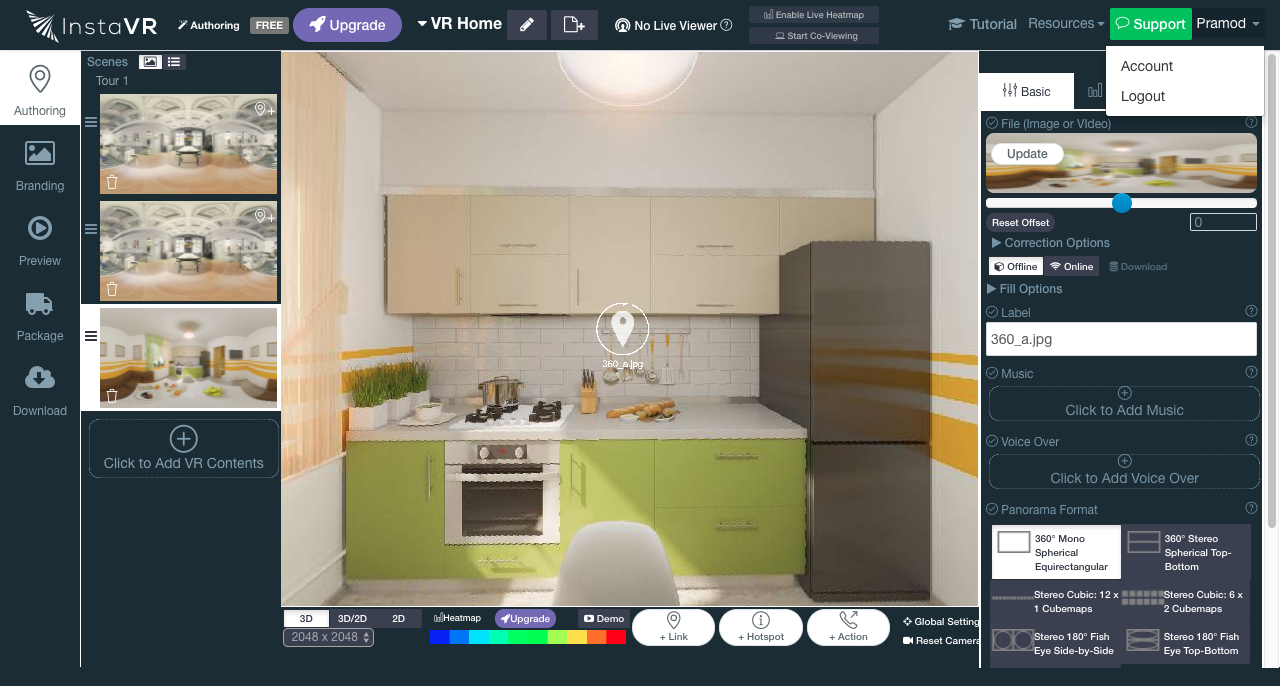 InstaVR
Authoring
FREE
Upgrade
VR Home
No Live Viewer
Enable Live Heatmap
Start Co-Viewing
Tutorial
Resources
Support
Pramod
Account
Logout
Authoring
Branding
Preview
Package
Download
Scenes
Tour 1
Click to Add VR Contents
360_a.jpg
3D
3D/2D
2D
2048 x 2048
Heatmap
Upgrade
Demo
+ Link
+ Hotspot
+ Action
Global Setting
Reset Camera
Basic
File (Image or VIdeo)
Update
Reset Offset
0
Correction Options
Offline
Online
Download
Fill Options
Label
360_a.jpg
Music
Click to Add Music
Voice Over
Click to Add Voice Over
Panorama Format
360° Mono
Spherical
Equirectangular
360° Stereo
Spherical Top-
Bottom
Stereo Cubic: 12 x
1 Cubemaps
Stereo Cubic: 6 x
2 Cubemaps
Stereo 180° Fish
Eye Side-by-Side
Stereo 180° Fish
Eye Top-Bottom